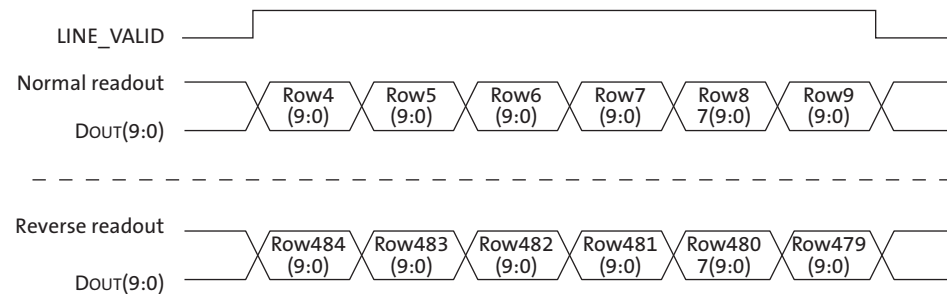 LINE_VALID
Normal readout
Row4 Row5 Row6 Row7 Row8 Row9
(9:0) (9:0) (9:0) (9:0) 7(9:0) (9:0)
DOUT(9:0)
Reverse readout
Row484 Row483 Row482 Row481 Row480 Row479
(9:0) (9:0) (9:0) (9:0) 7(9:0) (9:0)
DOUT(9:0)